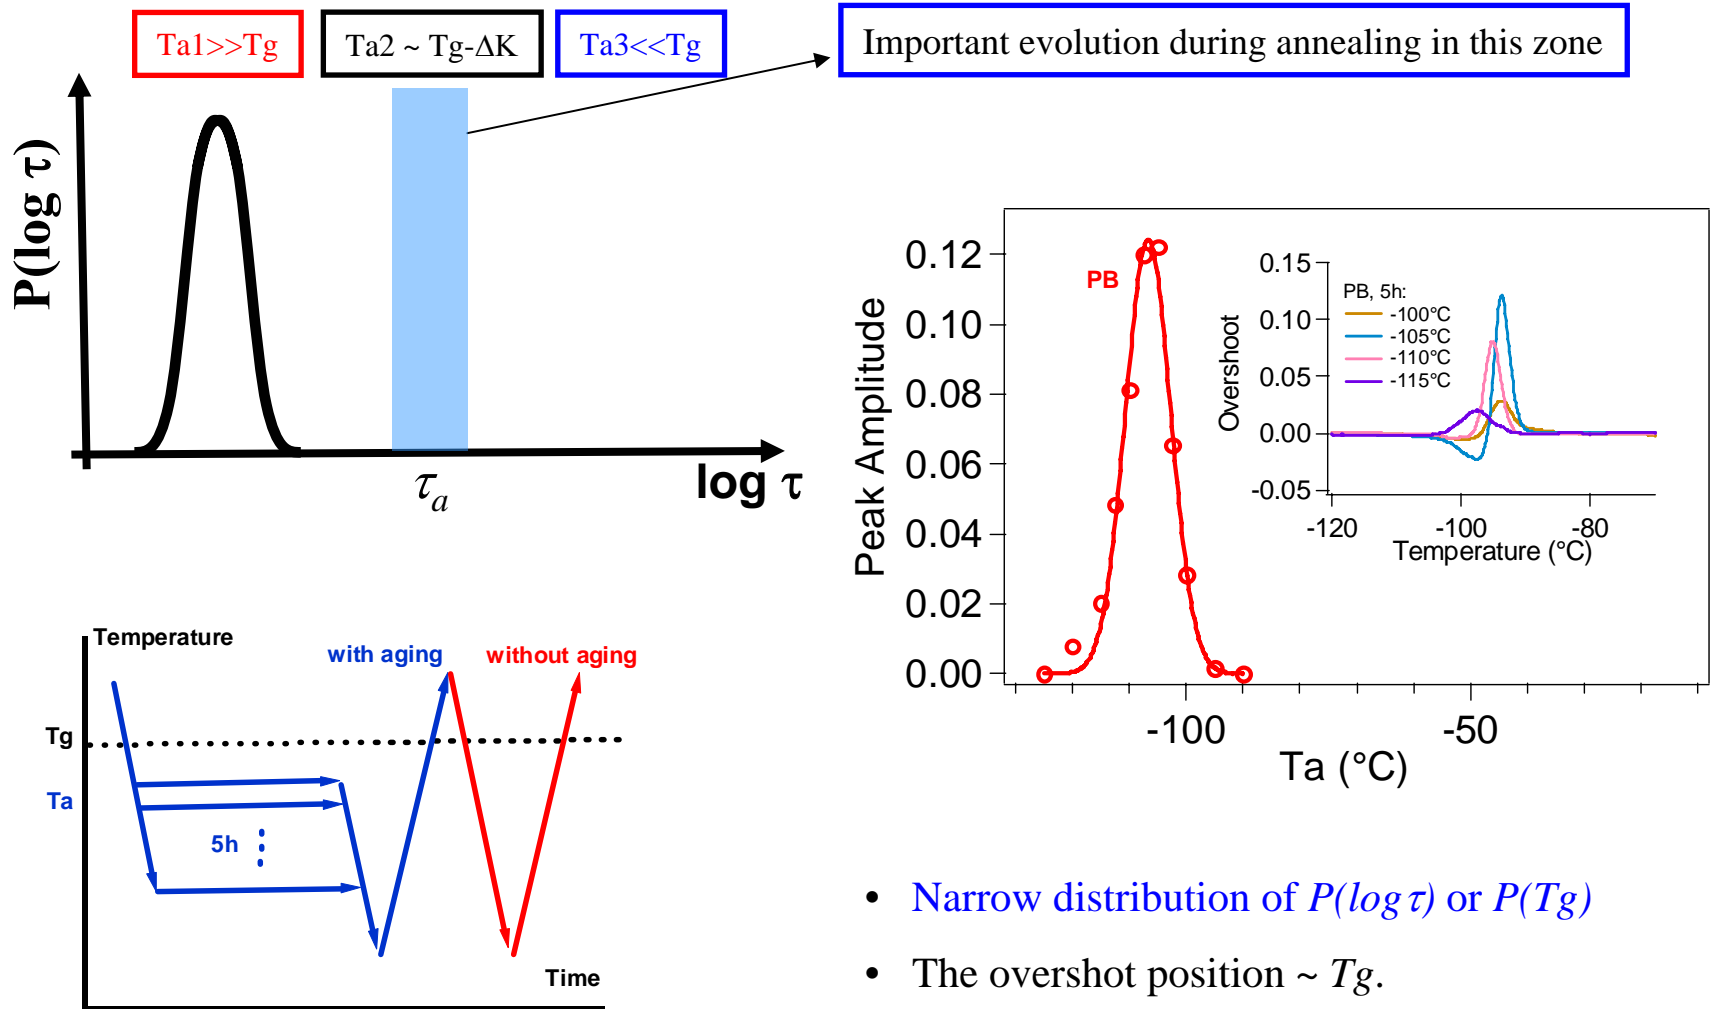 Ta1>>Tg
Ta2 ~ Tg-ΔK
Ta3<<Tg
Important evolution during annealing in this zone
P(log τ)
τa
log τ
Peak Amplitude
0.12
0.10
0.08
0.06
0.04
0.02
0.00
PB
-100
-50
Ta (°C)
Overshoot
0.15
0.10
0.05
0.00
-0.05
PB, 5h:
-100°C
-105°C
-110°C
-115°C
-120
-100
-80
Temperature (°C)
Temperature
with aging
without aging
Tg
Ta
5h
Time
• Narrow distribution of P(log τ) or P(Tg)
• The overshot position ~ Tg.